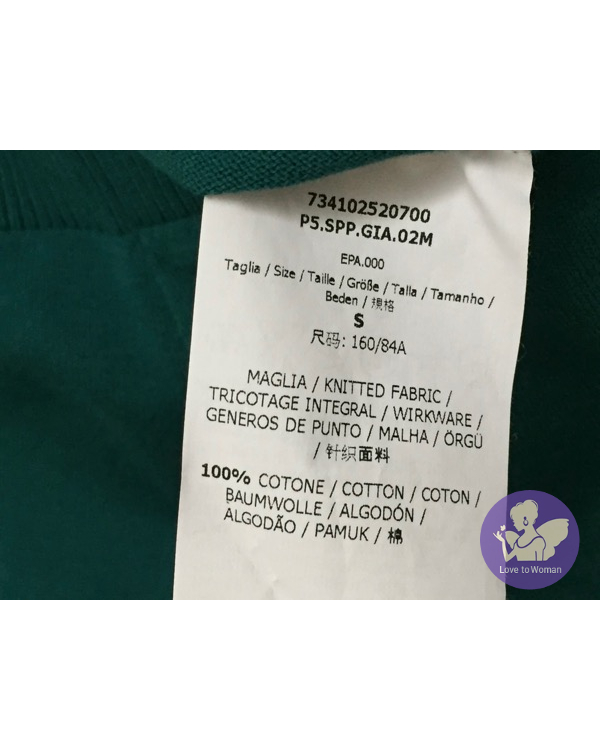 734102520700
P5.SPP.GIA.02M
EPA.000
Taglia / Size / Taille / Größe / Talla / Tamanho /
Beden / 規格
S
尺码: 160/84A
MAGLIA / KNITTED FABRIC /
TRICOTAGE INTEGRAL / WIRKWARE /
GENEROS DE PUNTO / MALHA / ÖRGÜ
/ 针织面料
100% COTONE / COTTON / COTON /
BAUMWOLLE / ALGODÓN /
ALGODÃO / PAMUK / 棉
Love to Woman